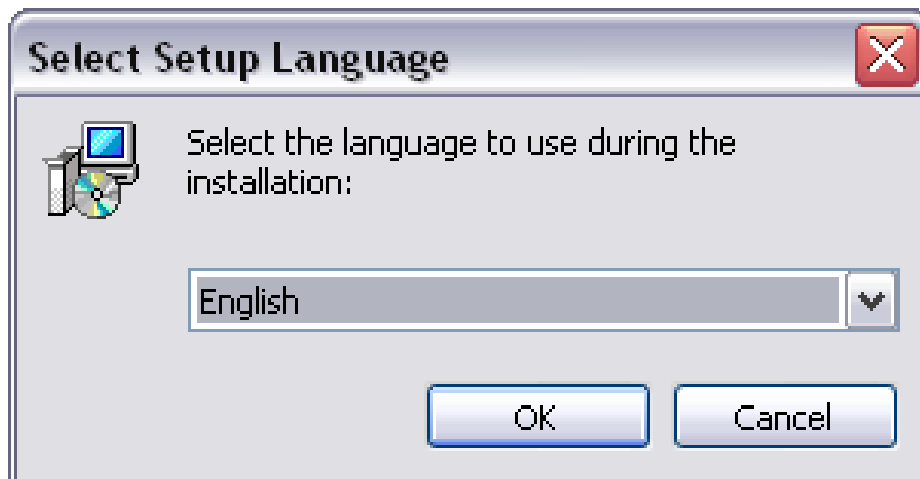 Select Setup Language
Select the language to use during the
installation:
English
OK
Cancel